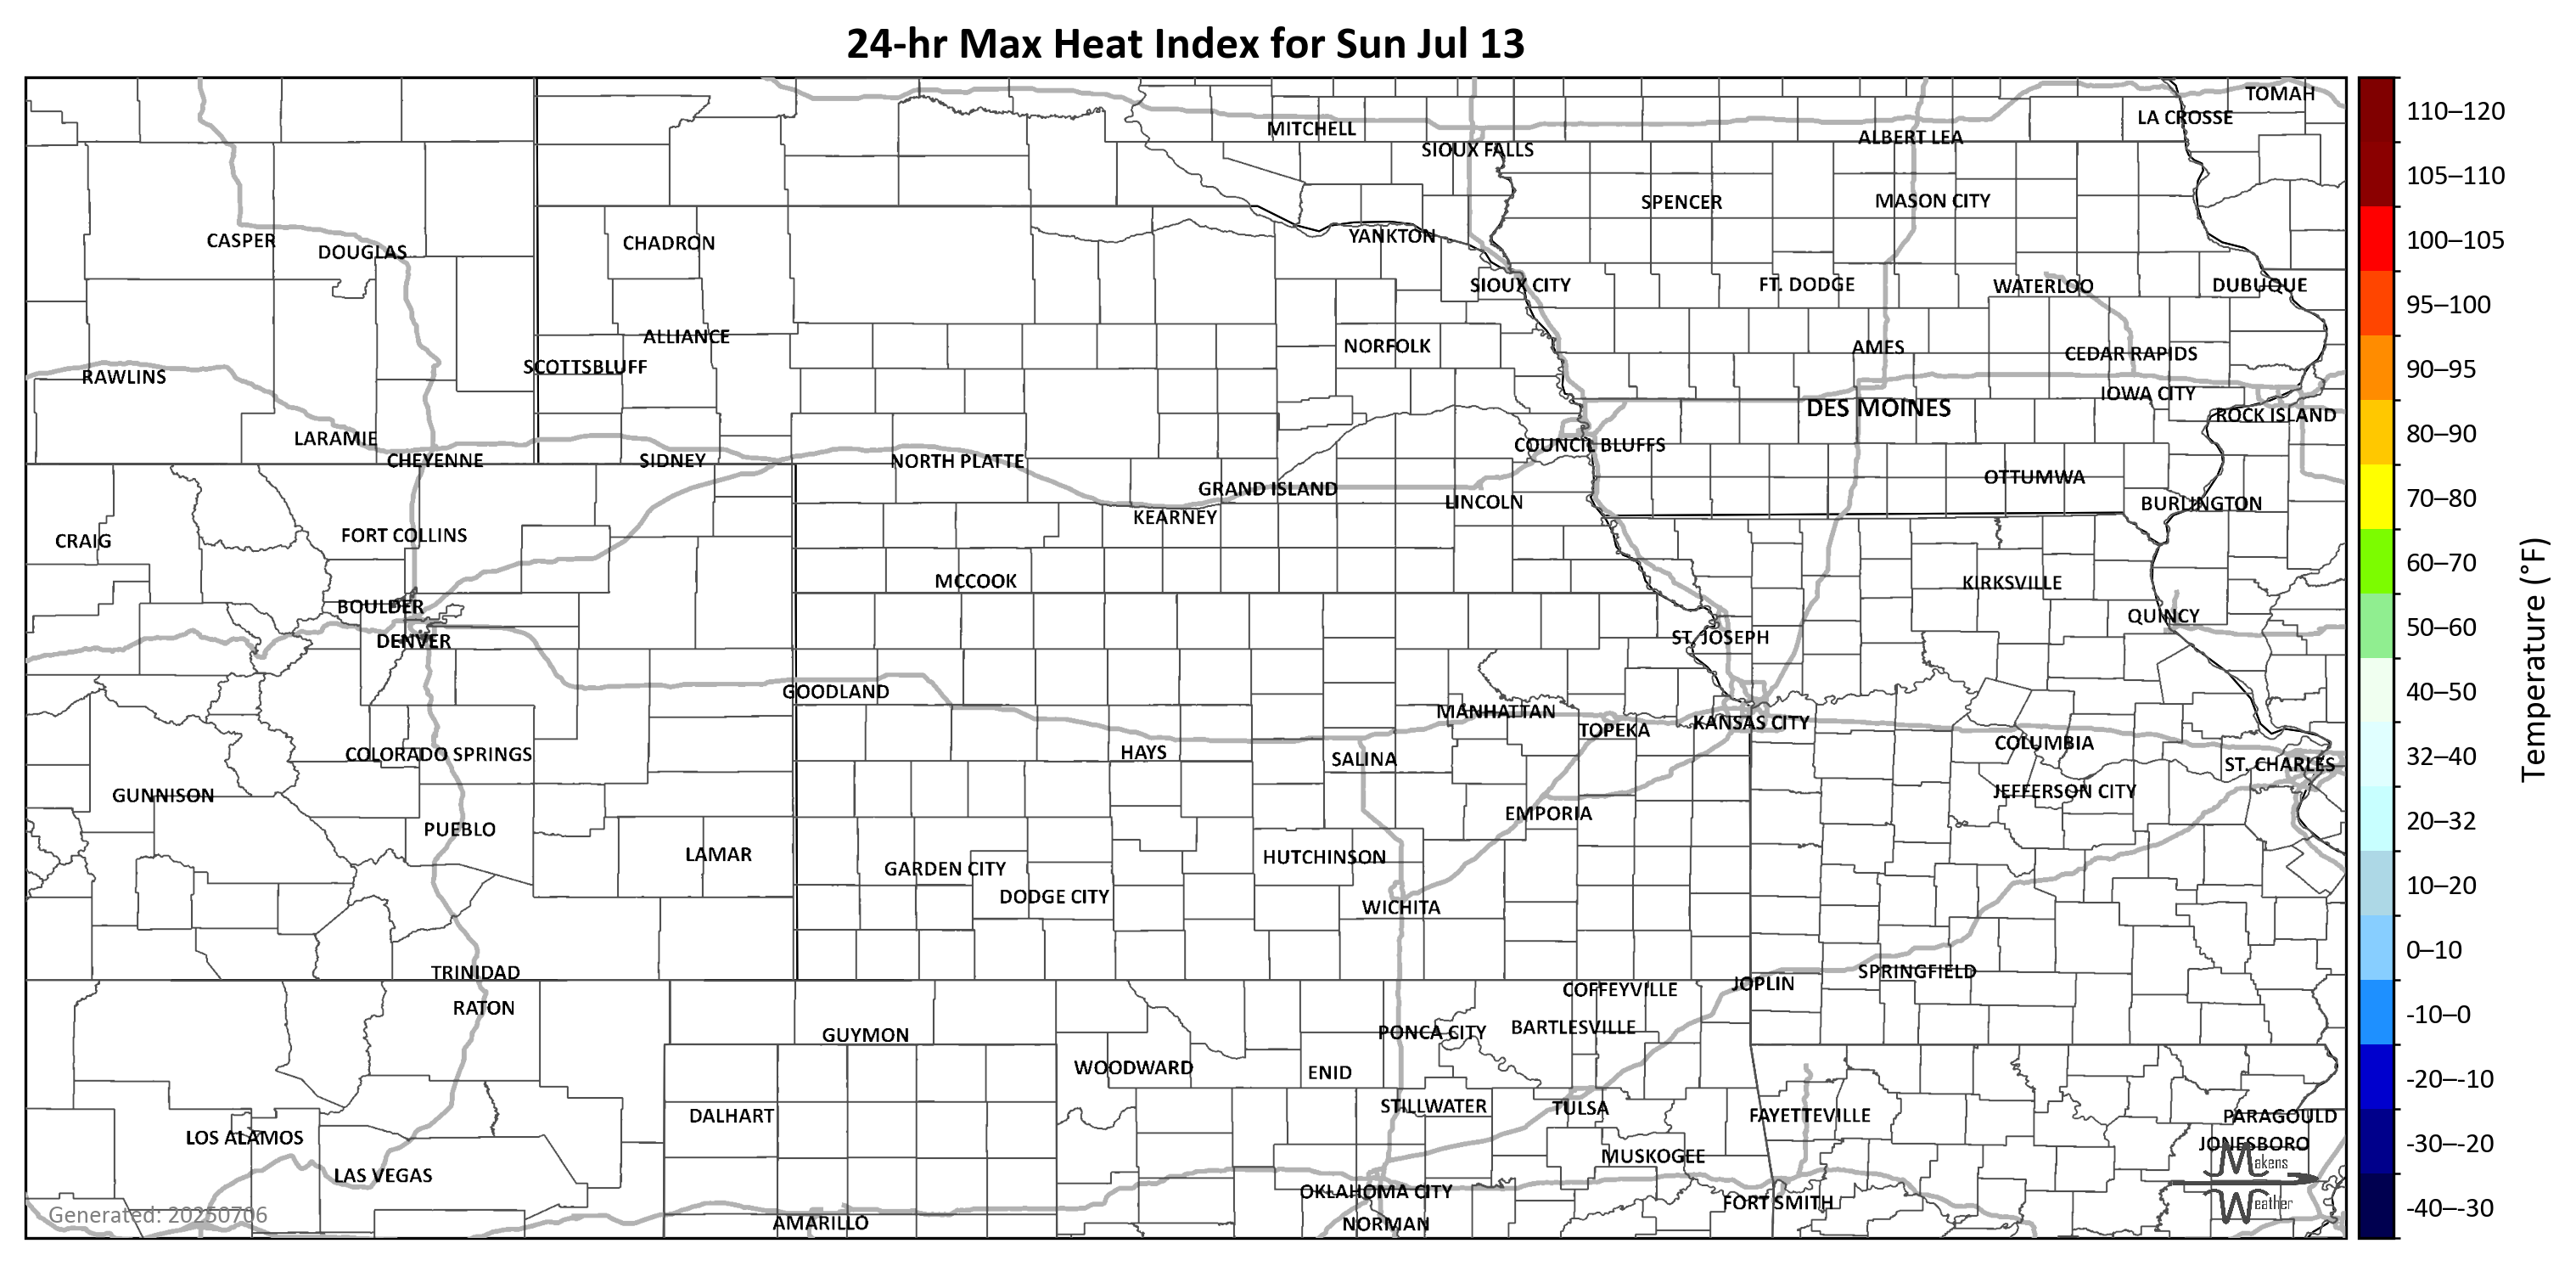 24-hr Max Heat Index for Sun Jul 13
TOMAH
LA CROSSE
MITCHELL
ALBERT LEA
SIOUX FALLS
SPENCER
MASON CITY
YANKTON
CASPER
CHADRON
DOUGLAS
SIOUX CITY
FT. DODGE
WATERLOO
DUBUQUE
ALLIANCE
NORFOLK
AMES
CEDAR RAPIDS
SCOTTSBLUFF
RAWLINS
IOWA CITY
DES MOINES
ROCK ISLAND
LARAMIE
COUNCIL BLUFFS
CHEYENNE
SIDNEY
NORTH PLATTE
OTTUMWA
GRAND ISLAND
LINCOLN
BURLINGTON
KEARNEY
FORT COLLINS
CRAIG
MCCOOK
KIRKSVILLE
BOULDER
QUINCY
DENVER
ST. JOSEPH
GOODLAND
MANHATTAN
KANSAS CITY
TOPEKA
COLUMBIA
COLORADO SPRINGS
HAYS
SALINA
ST. CHARLES
GUNNISON
JEFFERSON CITY
EMPORIA
PUEBLO
LAMAR
HUTCHINSON
GARDEN CITY
DODGE CITY
WICHITA
TRINIDAD
SPRINGFIELD
JOPLIN
COFFEYVILLE
RATON
GUYMON
PONCA CITY
BARTLESVILLE
WOODWARD
ENID
STILLWATER
TULSA
DALHART
FAYETTEVILLE
PARAGOULD
LOS ALAMOS
JONESBORO
MUSKOGEE
LAS VEGAS
OKLAHOMA CITY
FORT SMITH
AMARILLO
NORMAN
Generated: 20250706
Makens
Weather
110–120
105–110
100–105
95–100
90–95
80–90
70–80
60–70
50–60
40–50
32–40
20–32
10–20
0–10
-10–0
-20–-10
-30–-20
-40–-30
Temperature (°F)